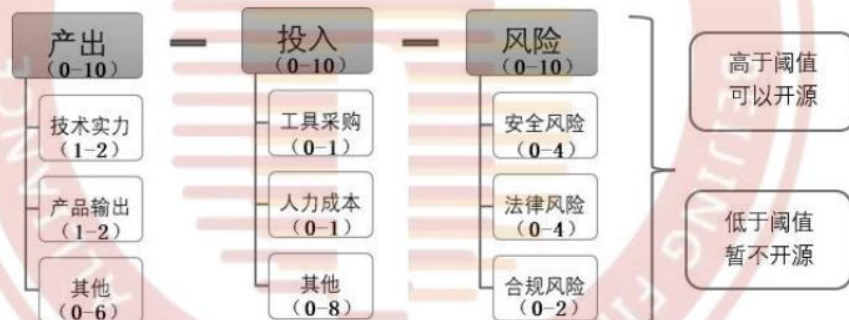 产出
（0-10）
— 投入
（0-10）
— 风险
（0-10）
技术实力
（1-2）
产品输出
（1-2）
其他
（0-6）
工具采购
（0-1）
人力成本
（0-1）
其他
（0-8）
安全风险
（0-4）
法律风险
（0-4）
合规风险
（0-2）
高于阈值
可以开源
低于阈值
暂不开源
BEIJING FI